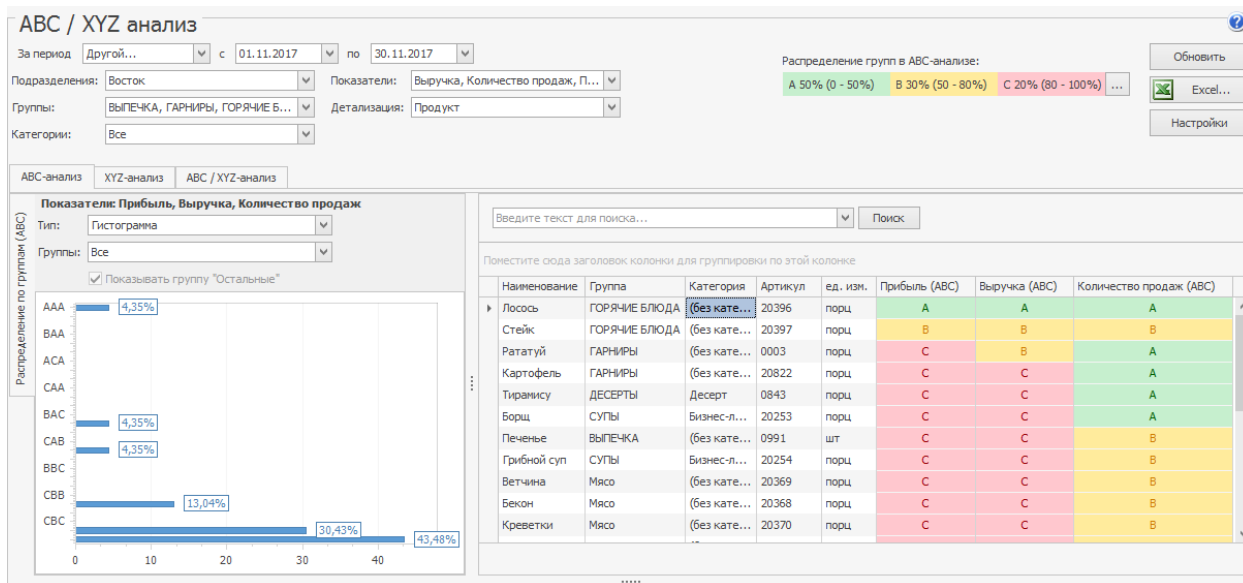 ABC / XYZ анализ
За период Другой... с 01.11.2017 по 30.11.2017
Подразделения: Восток Показатели: Выручка, Количество продаж, П...
Группы: ВЫПЕЧКА, ГАРНИРЫ, ГОРЯЧИЕ Б... Детализация: Продукт
Категории: Все
Распределение групп в ABC-анализе:
A 50% (0 - 50%) B 30% (50 - 80%) C 20% (80 - 100%) ...
Обновить
Excel...
Настройки
ABC-анализ XYZ-анализ ABC / XYZ-анализ
Распределение по группам (ABC)
Показатели: Прибыль, Выручка, Количество продаж
Тип: Гистограмма
Группы: Все
Показывать группу "Остальные"
AAA 4,35%
BAA
ACA
CAA
BAC 4,35%
CAB 4,35%
BBC
CBB 13,04%
CBC 30,43%
43,48%
0 10 20 30 40
Введите текст для поиска... Поиск
Поместите сюда заголовок колонки для группировки по этой колонке
Наименование Группа Категория Артикул ед. изм. Прибыль (ABC) Выручка (ABC) Количество продаж (ABC)
Лосось ГОРЯЧИЕ БЛЮДА (без кате... 20396 порц A A A
Стейк ГОРЯЧИЕ БЛЮДА (без кате... 20397 порц B B B
Рататуй ГАРНИРЫ (без кате... 0003 порц C B A
Картофель ГАРНИРЫ (без кате... 20822 порц C C A
Тирамису ДЕСЕРТЫ Десерт 0843 порц C C A
Борщ СУПЫ Бизнес-л... 20253 порц C C A
Печенье ВЫПЕЧКА (без кате... 0991 шт C C B
Грибной суп СУПЫ Бизнес-л... 20254 порц C C B
Ветчина Мясо (без кате... 20369 порц C C B
Бекон Мясо (без кате... 20368 порц C C B
Креветки Мясо (без кате... 20370 порц C C B